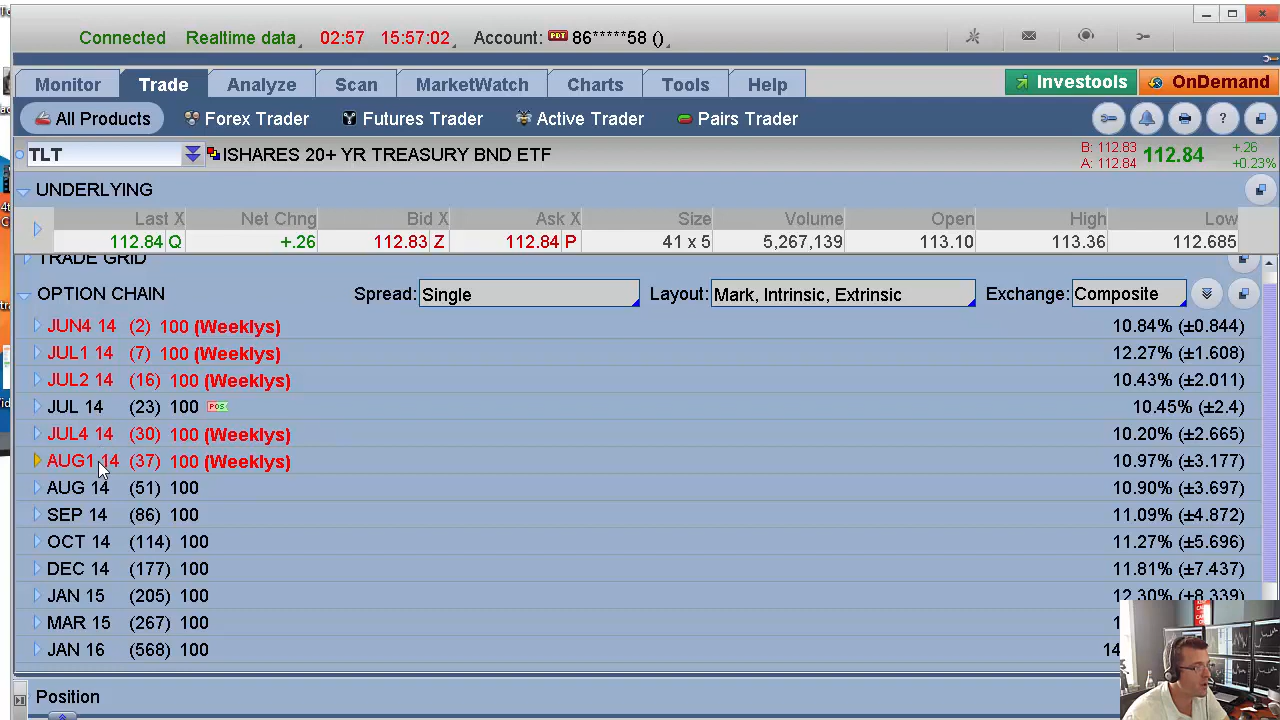 Connected Realtime data 02:57 15:57:02 Account: PDT 86*****58 ()
Monitor Trade Analyze Scan MarketWatch Charts Tools Help Investools OnDemand
All Products Forex Trader Futures Trader Active Trader Pairs Trader ?
TLT ISHARES 20+ YR TREASURY BND ETF B: 112.83 A: 112.84 112.84 +.26 +0.23%
UNDERLYING
Last X Net Chng Bid X Ask X Size Volume Open High Low
112.84 Q +.26 112.83 Z 112.84 P 41 x 5 5,267,139 113.10 113.36 112.685
TRADE GRID
OPTION CHAIN Spread: Single Layout: Mark, Intrinsic, Extrinsic Exchange: Composite
JUN4 14 (2) 100 (Weeklys) 10.84% (±0.844)
JUL1 14 (7) 100 (Weeklys) 12.27% (±1.608)
JUL2 14 (16) 100 (Weeklys) 10.43% (±2.011)
JUL 14 (23) 100 POS 10.45% (±2.4)
JUL4 14 (30) 100 (Weeklys) 10.20% (±2.665)
AUG1 14 (37) 100 (Weeklys) 10.97% (±3.177)
AUG 14 (51) 100 10.90% (±3.697)
SEP 14 (86) 100 11.09% (±4.872)
OCT 14 (114) 100 11.27% (±5.696)
DEC 14 (177) 100 11.81% (±7.437)
JAN 15 (205) 100 12.30% (±8.339)
MAR 15 (267) 100
JAN 16 (568) 100 14
Position